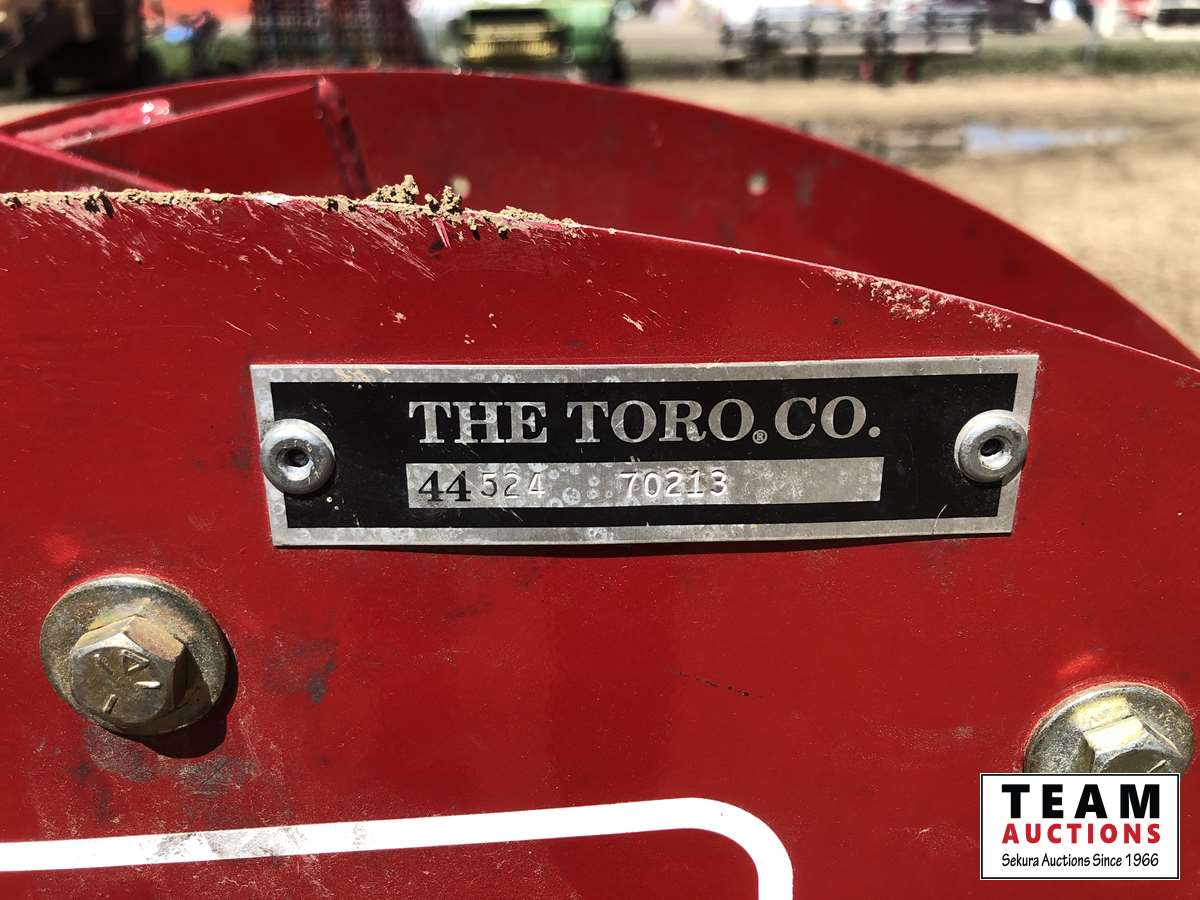 THE TORO® CO.
44524 70213
TEAM
AUCTIONS
Sekura Auctions Since 1966